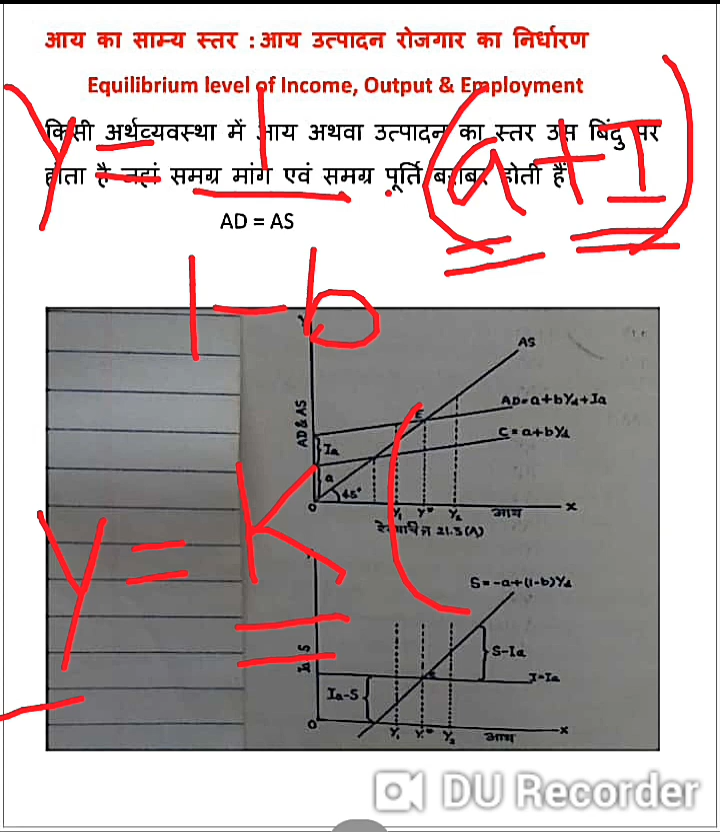 आय का साम्य स्तर : आय उत्पादन रोजगार का निर्धारण
Equilibrium level of Income, Output & Employment
किसी अर्थव्यवस्था में आय अथवा उत्पादन का स्तर उस बिंदु पर
होता है जहां समग्र मांग एवं समग्र पूर्ति बराबर होती हैं
AD = AS
Y = 1 (a + I)
1 - b
AS
AD = a + bYd + Ia
C = a + bYd
AD & AS
E
Ia
a
45°
O Y₁ Y* Y₂ आय X
रेखाचित्र 21.3 (A)
Y = K (
S = -a + (1-b)Yd
S-Ia
I = Ia
Ia-S
O Y₁ Y* Y₂ आय X
DU Recorder